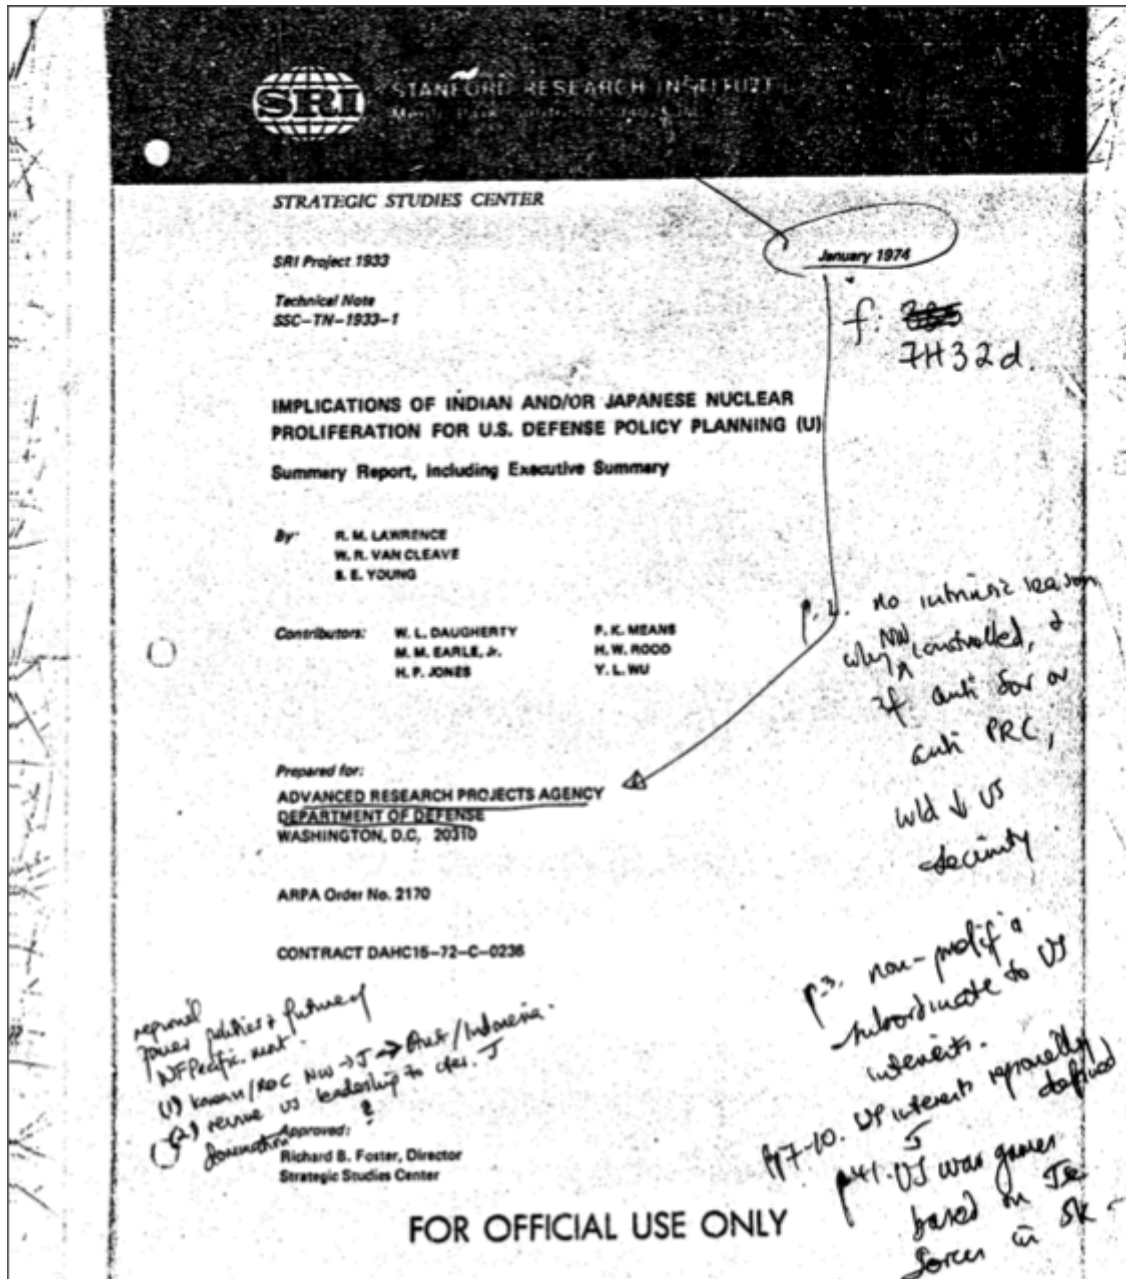 SRI STANFORD RESEARCH INSTITUTE
STRATEGIC STUDIES CENTER
SRI Project 1933
January 1974
Technical Note
SSC-TN-1933-1
f:
7H32d.
IMPLICATIONS OF INDIAN AND/OR JAPANESE NUCLEAR
PROLIFERATION FOR U.S. DEFENSE POLICY PLANNING (U)
Summary Report, including Executive Summary
By: R. M. LAWRENCE
W. R. VAN CLEAVE
S. E. YOUNG
Contributors: W. L. DAUGHERTY P. K. MEANS
M. M. EARLE, Jr. H. W. ROOD
H. P. JONES Y. L. WU
no intrinsic reason
why NW controlled, &
if anti Sov or
anti PRC,
wld ↓ US
security
Prepared for:
ADVANCED RESEARCH PROJECTS AGENCY
DEPARTMENT OF DEFENSE
WASHINGTON, D.C. 20310
ARPA Order No. 2170
CONTRACT DAHC15-72-C-0236
p.3. non-prolif
subordinate to US
interests.
pp7-10. US interests regionally
defined
p41. US war games
based on
forces in SK
regional
power politics & future of
(1) Korean/ROC NW → J → Aust/Indonesia.
(2) US leadership to J
domination?
Approved:
Richard B. Foster, Director
Strategic Studies Center
FOR OFFICIAL USE ONLY